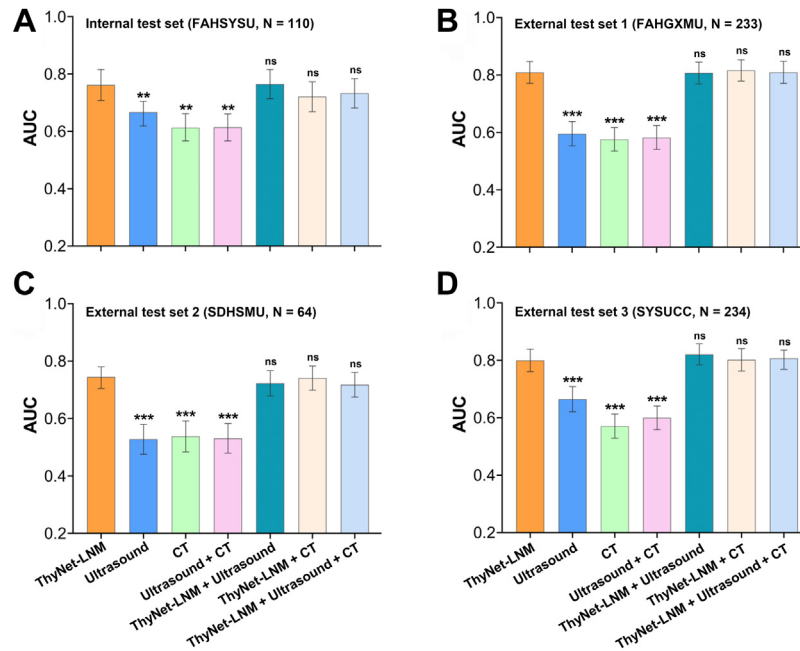 A
Internal test set (FAHSYSU, N = 110)
1.0
0.8
0.6
0.4
0.2
AUC
**
**
**
ns
ns
ns
B
External test set 1 (FAHGXMU, N = 233)
1.0
0.8
0.6
0.4
0.2
AUC
***
***
***
ns
ns
ns
C
External test set 2 (SDHSMU, N = 64)
1.0
0.8
0.6
0.4
0.2
AUC
***
***
***
ns
ns
ns
ThyNet-LNM
Ultrasound
CT
Ultrasound + CT
ThyNet-LNM + Ultrasound
ThyNet-LNM + CT
ThyNet-LNM + Ultrasound + CT
D
External test set 3 (SYSUCC, N = 234)
1.0
0.8
0.6
0.4
0.2
AUC
***
***
***
ns
ns
ns
ThyNet-LNM
Ultrasound
CT
Ultrasound + CT
ThyNet-LNM + Ultrasound
ThyNet-LNM + CT
ThyNet-LNM + Ultrasound + CT